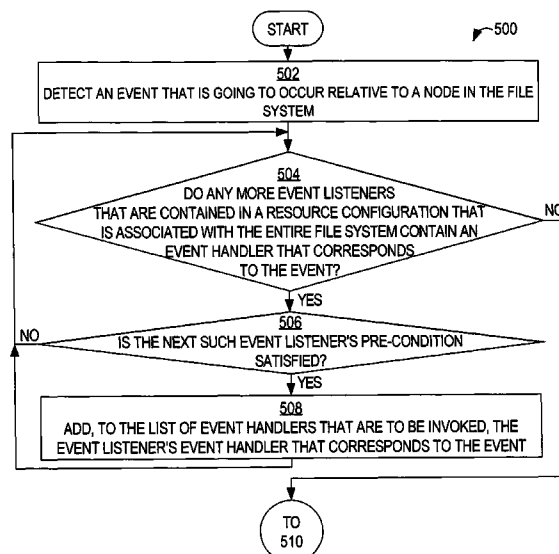 START
500
502
DETECT AN EVENT THAT IS GOING TO OCCUR RELATIVE TO A NODE IN THE FILE
SYSTEM
504
DO ANY MORE EVENT LISTENERS
THAT ARE CONTAINED IN A RESOURCE CONFIGURATION THAT
IS ASSOCIATED WITH THE ENTIRE FILE SYSTEM CONTAIN AN
EVENT HANDLER THAT CORRESPONDS
TO THE EVENT?
NO
YES
506
NO
IS THE NEXT SUCH EVENT LISTENER'S PRE-CONDITION
SATISFIED?
YES
508
ADD, TO THE LIST OF EVENT HANDLERS THAT ARE TO BE INVOKED, THE
EVENT LISTENER'S EVENT HANDLER THAT CORRESPONDS TO THE EVENT
TO
510